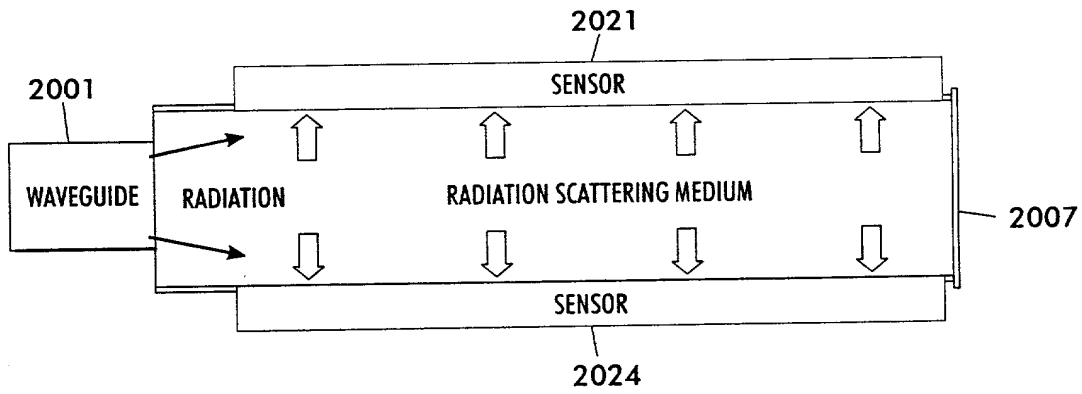 2021
SENSOR
2001
WAVEGUIDE
RADIATION
RADIATION SCATTERING MEDIUM
2007
SENSOR
2024